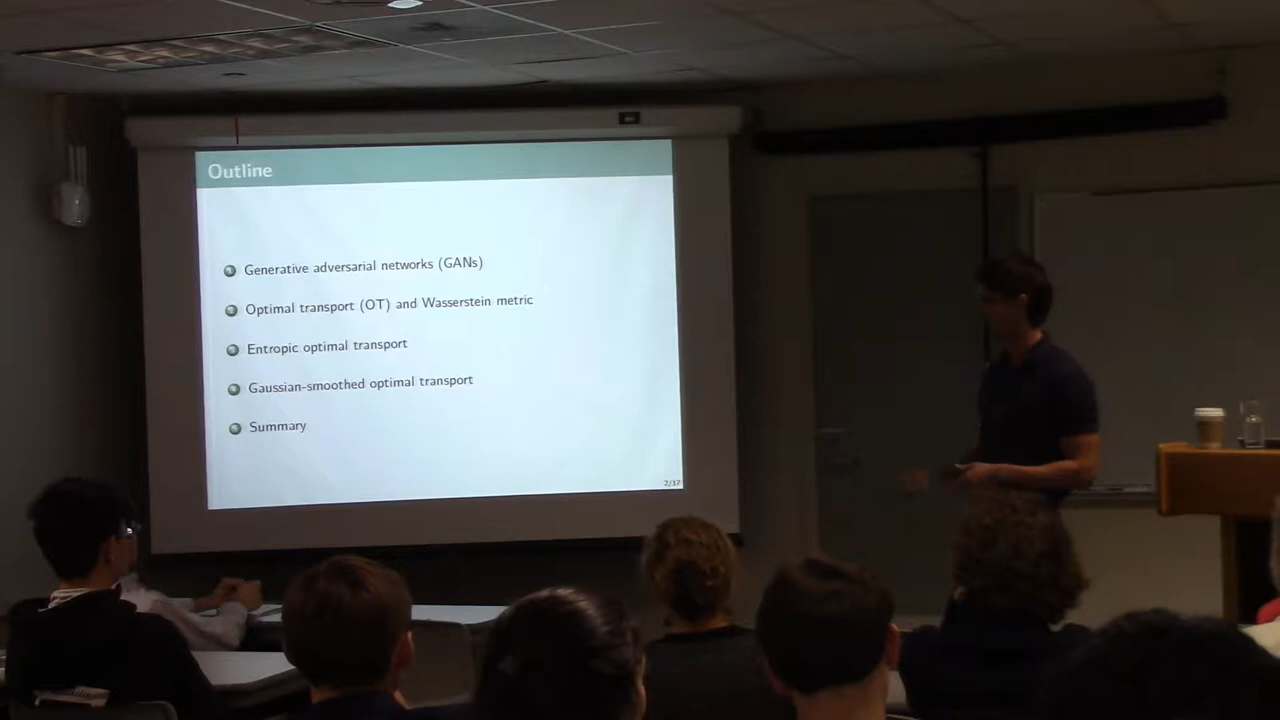 Outline
Generative adversarial networks (GANs)
Optimal transport (OT) and Wasserstein metric
Entropic optimal transport
Gaussian-smoothed optimal transport
Summary
2/17